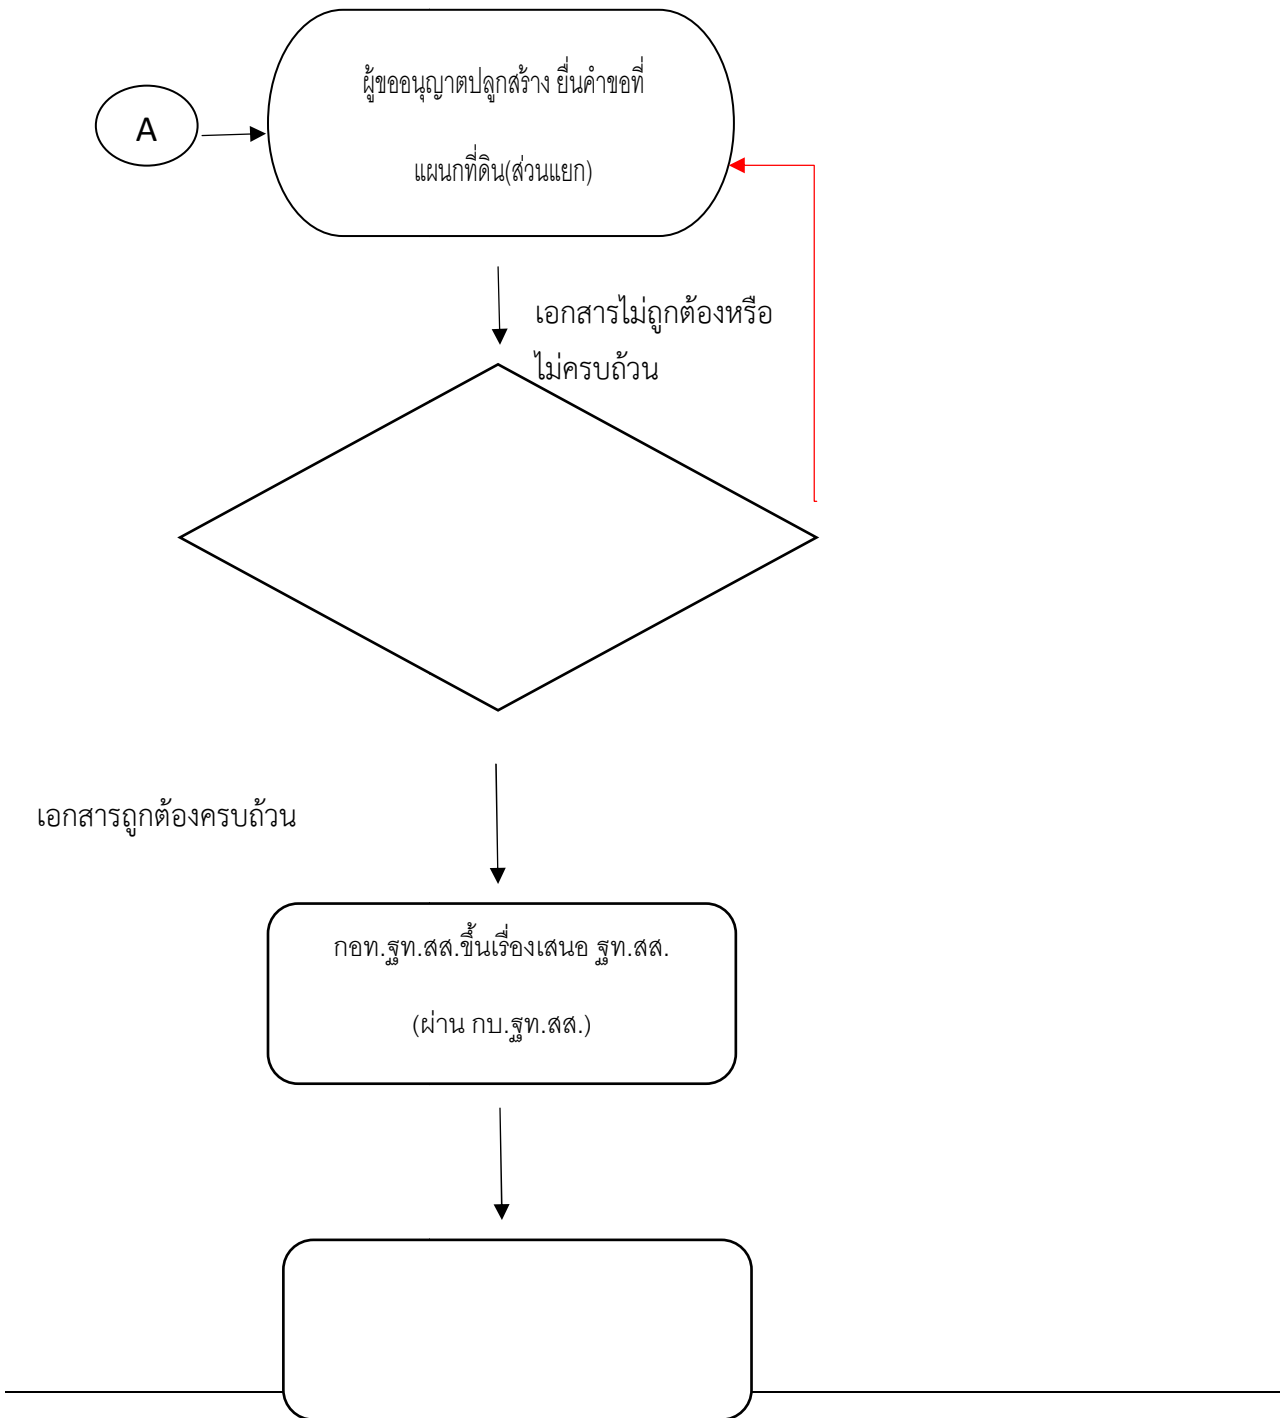 ผู้ขออนุญาตปลูกสร้าง ยื่นคำขอที่
A
แผนกที่ดิน(ส่วนแยก)
เอกสารไม่ถูกต้องหรือ
ไม่ครบถ้วน
เอกสารถูกต้องครบถ้วน
กอท.ฐท.สส.ขึ้นเรื่องเสนอ ฐท.สส.
(ผ่าน กบ.ฐท.สส.)